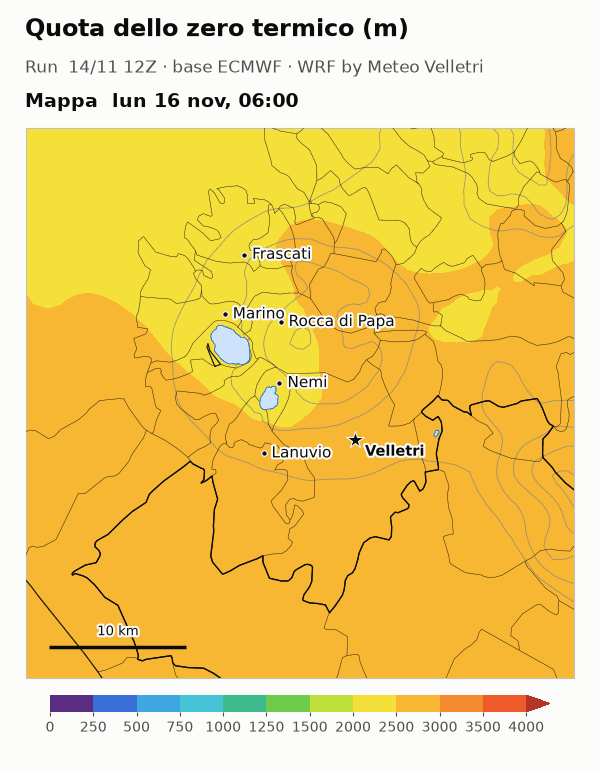 Quota dello zero termico (m)
Run  14/11 12Z · base ECMWF · WRF by Meteo Velletri
Mappa  lun 16 nov, 06:00
Frascati
Marino
Rocca di Papa
Nemi
Velletri
Lanuvio
10 km
0 250 500 750 1000 1250 1500 2000 2500 3000 3500 4000